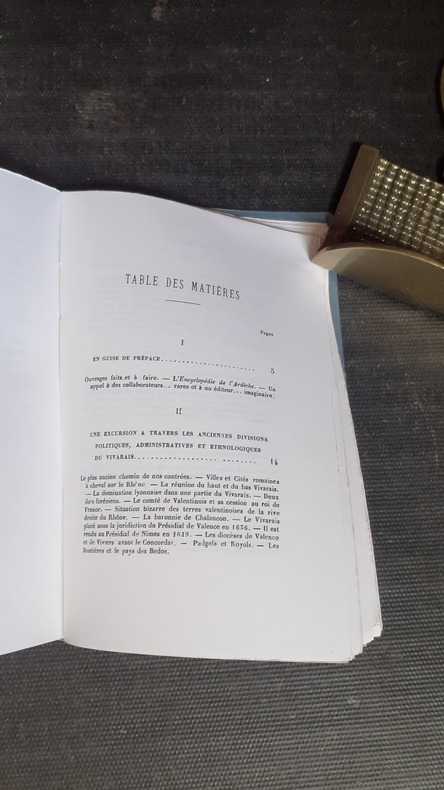 TABLE DES MATIÈRES
Pages
I
EN GUISE DE PRÉFACE........................ 5
Ouvrages faits et à faire. — L'Encyclopédie de l'Ardèche. — Un
appel à des collaborateurs... rares et à un éditeur... imaginaire.
II
UNE EXCURSION A TRAVERS LES ANCIENNES DIVISIONS
POLITIQUES, ADMINISTRATIVES ET ETHNOLOGIQUES
DU VIVARAIS............................ 14
Le plus ancien chemin de nos contrées. — Villes et Cités romaines
à cheval sur le Rhône. — La réunion du haut et du bas Vivarais.
— La domination lyonnaise dans une partie du Vivarais. — Deux
îlots foréziens. — Le comté de Valentinois et sa cession au roi de
France. — Situation bizarre des terres valentinoises de la rive
droite du Rhône. — La baronnie de Chalancon. — Le Vivarais
placé sous la juridiction du Présidial de Valence en 1636. — Il est
rendu au Présidial de Nimes en 1649. — Les diocèses de Valence
et de Viviers avant le Concordat. — Padgels et Royols. — Les
Boutières et le pays des Bedos.